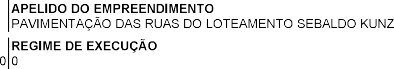 APELIDO DO EMPREENDIMENTO
PAVIMENTAÇÃO DAS RUAS DO LOTEAMENTO SEBALDO KUNZ
REGIME DE EXECUÇÃO
0 0